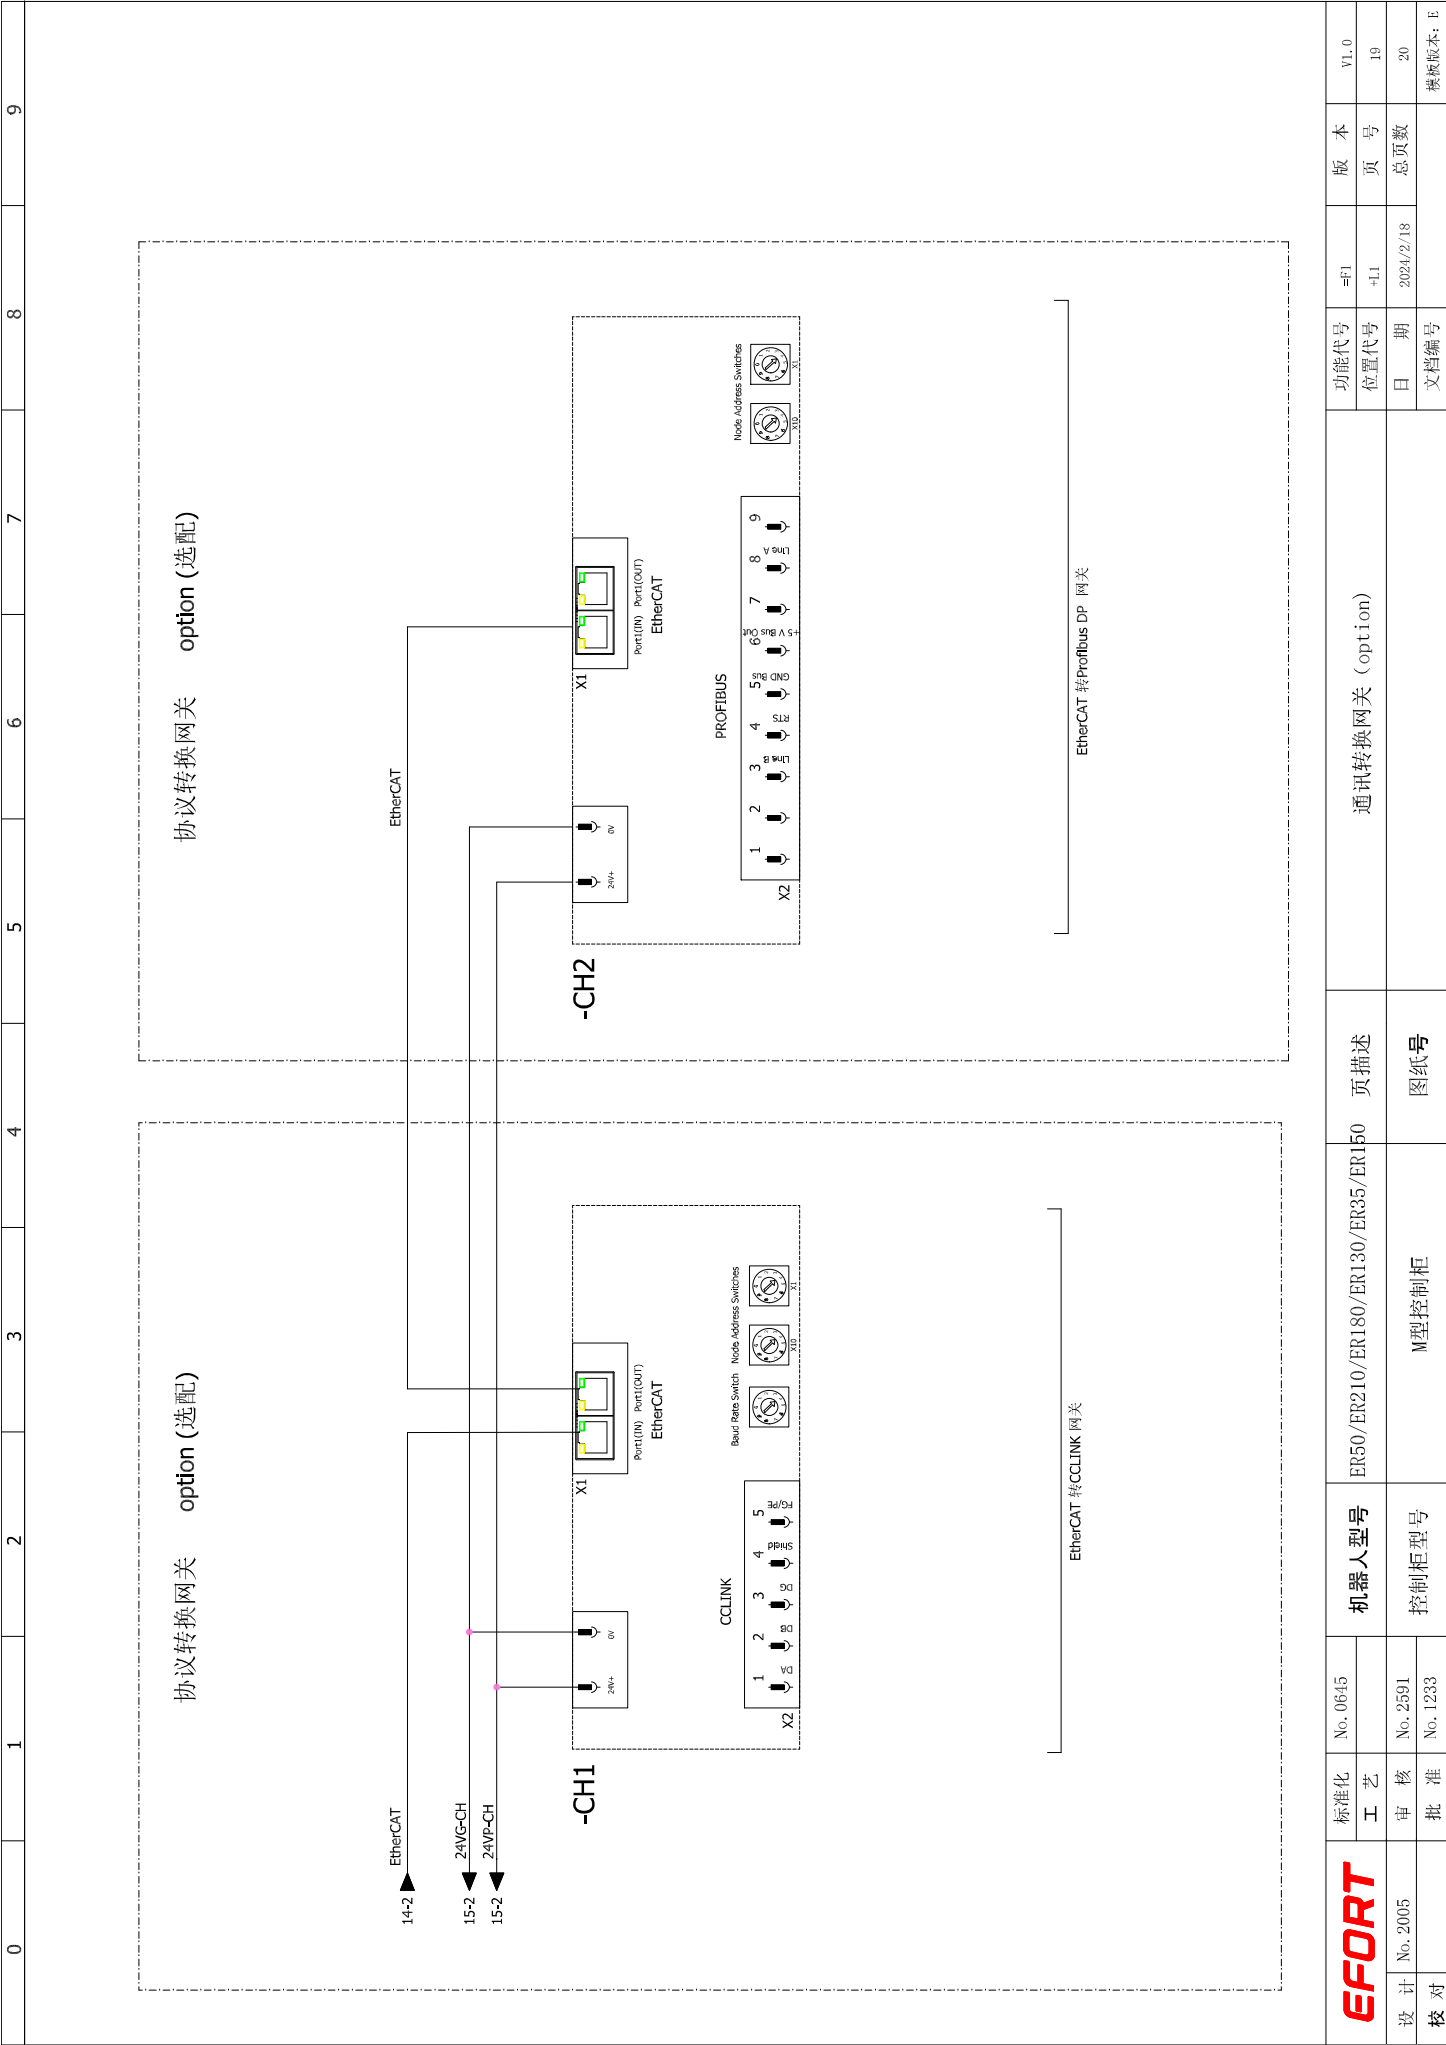 0 1 2 3 4 5 6 7 8 9
协议转换网关 option (选配)
协议转换网关 option (选配)
14-2 EtherCAT
EtherCAT
15-2 24VG-CH
15-2 24VP-CH
-CH1
24V+ 0V
X1
Port1(IN) Port1(OUT)
EtherCAT
CCLINK
Baud Rate Switch Node Address Switches
X10 X1
X2
1 2 3 4 5
DA DB DG Shield FG/PE
EtherCAT 转CCLINK 网关
-CH2
24V+ 0V
X1
Port1(IN) Port1(OUT)
EtherCAT
PROFIBUS
Node Address Switches
X10 X1
X2
1 2 3 4 5 6 7 8 9
Line B RTS GND Bus +5 V Bus Out Line A
EtherCAT 转Profibus DP 网关
EFORT
设 计 No.2005
校 对
标准化 No.0645
工 艺
审 核 No.2591
批 准 No.1233
机器人型号 ER50/ER210/ER180/ER130/ER35/ER150
控制柜型号 M型控制柜
页描述 通讯转换网关（option）
图纸号
功能代号 =F1 版 本 V1.0
位置代号 +L1 页 号 19
日 期 2024/2/18 总页数 20
文档编号 模板版本：E